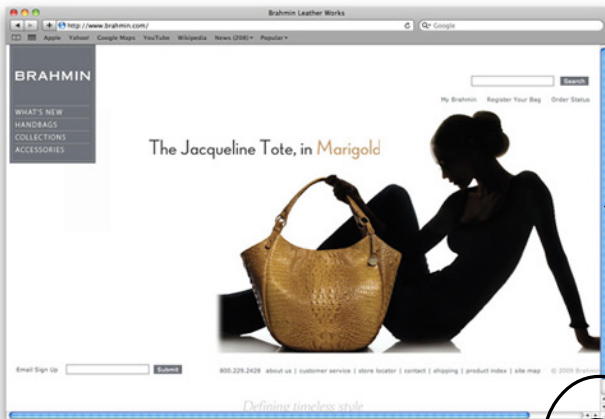 Brahmin Leather Works
http://www.brahmin.com/
Google
Apple Yahoo! Google Maps YouTube Wikipedia News (208) Popular
BRAHMIN
Search
My Brahmin Register Your Bag Order Status
WHAT'S NEW
HANDBAGS
COLLECTIONS
ACCESSORIES
The Jacqueline Tote, in Marigold
Email Sign Up Submit
800.229.2428 about us | customer service | store locator | contact | shipping | product index | site map © 2009 Brahmin
Defining timeless style